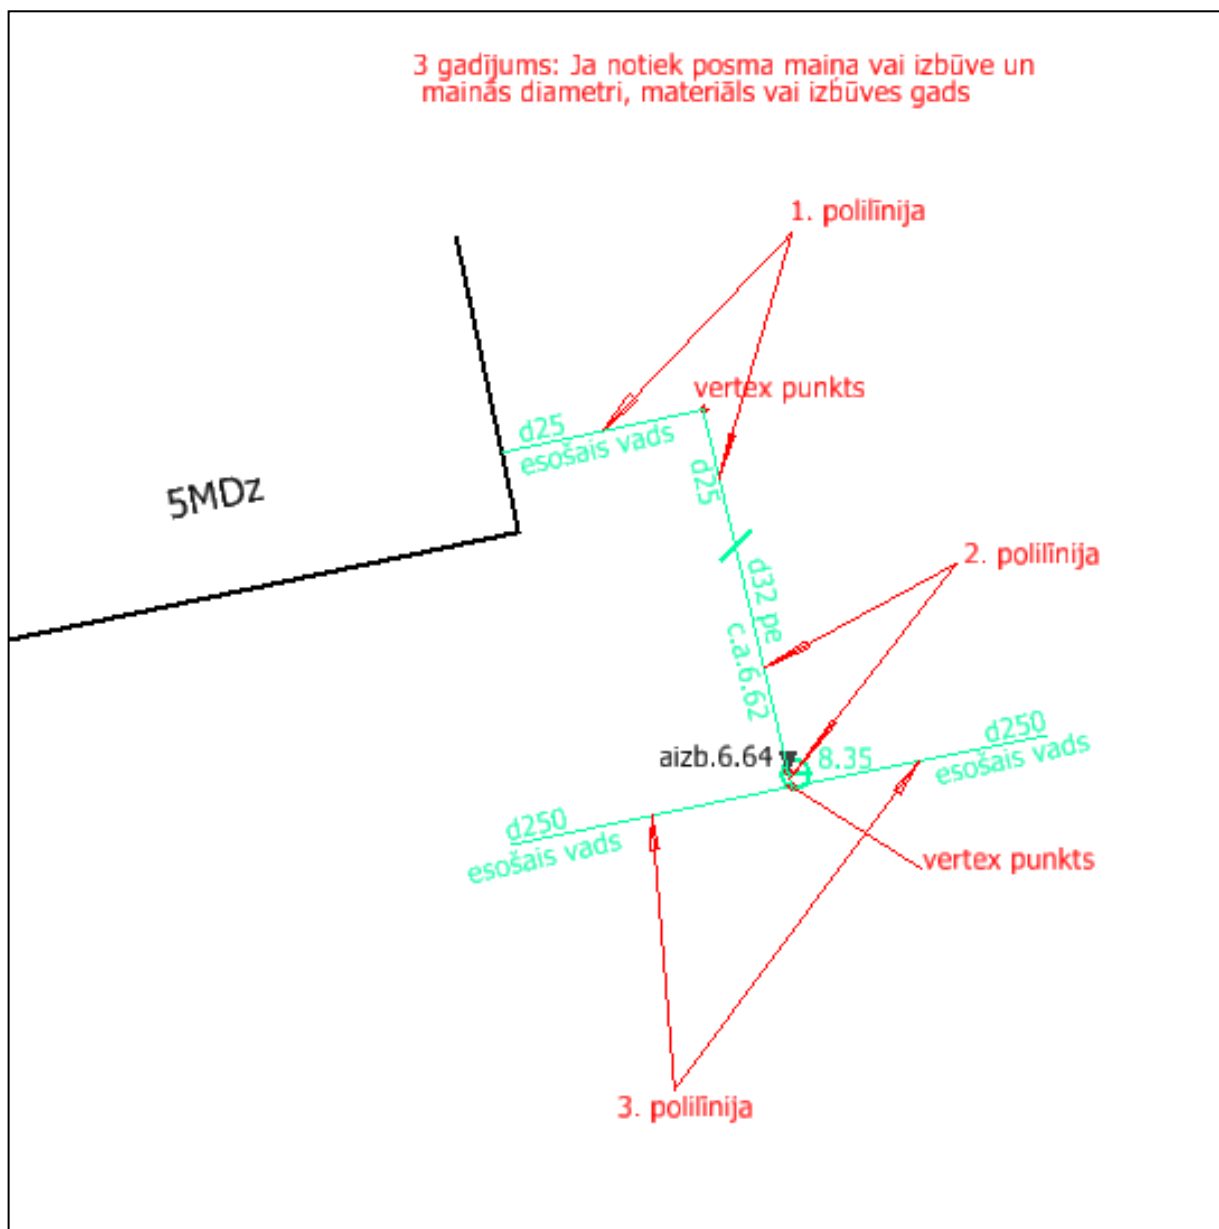 3 gadījums: Ja notiek posma maiņa vai izbūve un
mainās diametri, materiāls vai izbūves gads
1. polilīnija
vertex punkts
d25
esošais vads
d25
5MDz
2. polilīnija
d32 pe
c.a.6.62
d250
esošais vads
aizb.6.64
8.35
d250
esošais vads
vertex punkts
3. polilīnija